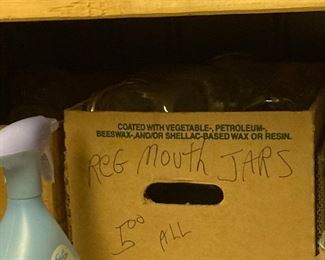 COATED WITH VEGETABLE-, PETROLEUM-,
BEESWAX-,AND/OR SHELLAC-BASED WAX OR RESIN.
REG MOUTH JARS
5⁰⁰ ALL